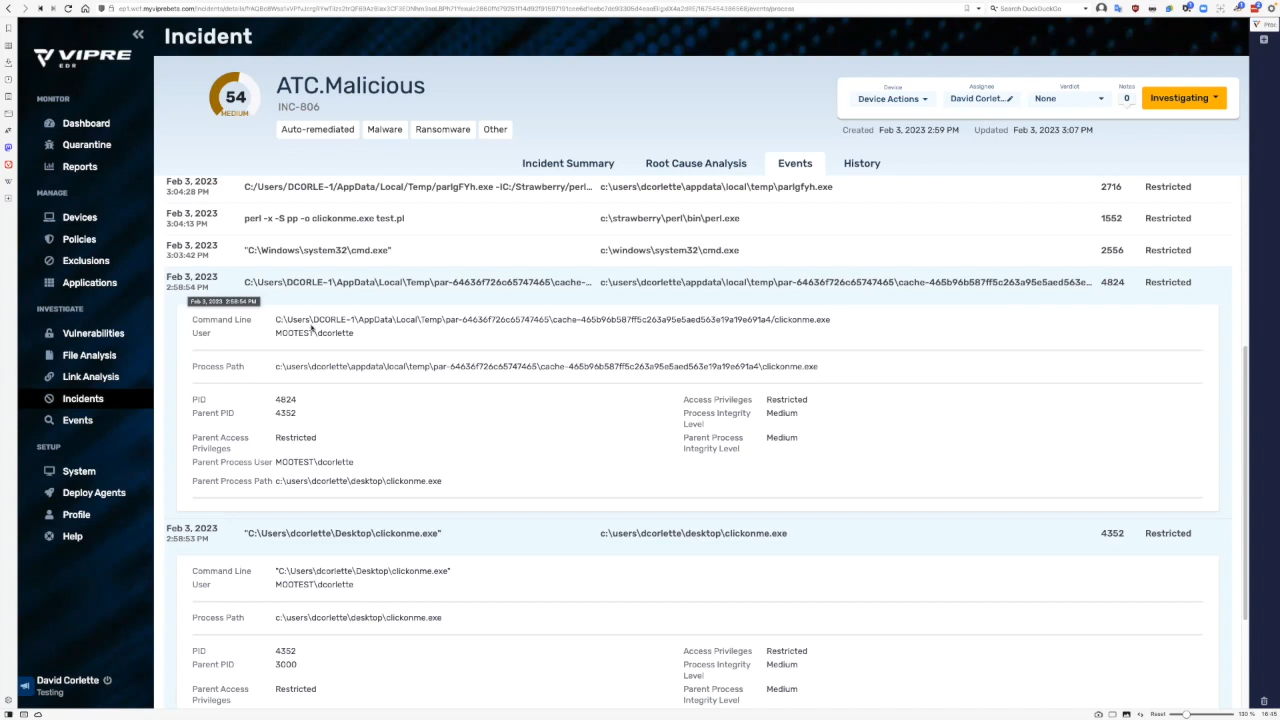 Search DuckDuckGo
VIPRE
EDR
Incident
MONITOR
Dashboard
Quarantine
Reports
MANAGE
Devices
Policies
Exclusions
Applications
INVESTIGATE
Vulnerabilities
File Analysis
Link Analysis
Incidents
Events
SETUP
System
Deploy Agents
Profile
Help
David Corlette
Testing
54
MEDIUM
ATC.Malicious
INC-806
Auto-remediated Malware Ransomware Other
Device Assignee Verdict Notes
Device Actions David Corlet... None 0 Investigating
Created Feb 3, 2023 2:59 PM Updated Feb 3, 2023 3:07 PM
Incident Summary Root Cause Analysis Events History
Feb 3, 2023
3:04:28 PM
C:/Users/DCORLE~1/AppData/Local/Temp/parlgFYh.exe -IC:/Strawberry/perl... c:\users\dcorlette\appdata\local\temp\parlgfyh.exe 2716 Restricted
Feb 3, 2023
3:04:13 PM
perl -x -S pp -o clickonme.exe test.pl c:\strawberry\perl\bin\perl.exe 1552 Restricted
Feb 3, 2023
3:03:42 PM
"C:\Windows\system32\cmd.exe" c:\windows\system32\cmd.exe 2556 Restricted
Feb 3, 2023
2:58:54 PM
C:\Users\DCORLE~1\AppData\Local\Temp\par-64636f726c65747465\cache-... c:\users\dcorlette\appdata\local\temp\par-64636f726c65747465\cache-465b96b587ff5c263a95e5aed563e... 4824 Restricted
Feb 3, 2023 2:58:54 PM
Command Line C:\Users\DCORLE~1\AppData\Local\Temp\par-64636f726c65747465\cache-465b96b587ff5c263a95e5aed563e19a19e691a4/clickonme.exe
User MOOTEST\dcorlette
Process Path c:\users\dcorlette\appdata\local\temp\par-64636f726c65747465\cache-465b96b587ff5c263a95e5aed563e19a19e691a4\clickonme.exe
PID 4824 Access Privileges Restricted
Parent PID 4352 Process Integrity Level Medium
Parent Access Privileges Restricted Parent Process Integrity Level Medium
Parent Process User MOOTEST\dcorlette
Parent Process Path c:\users\dcorlette\desktop\clickonme.exe
Feb 3, 2023
2:58:53 PM
"C:\Users\dcorlette\Desktop\clickonme.exe" c:\users\dcorlette\desktop\clickonme.exe 4352 Restricted
Command Line "C:\Users\dcorlette\Desktop\clickonme.exe"
User MOOTEST\dcorlette
Process Path c:\users\dcorlette\desktop\clickonme.exe
PID 4352 Access Privileges Restricted
Parent PID 3000 Process Integrity Level Medium
Parent Access Privileges Restricted Parent Process Integrity Level Medium
Reset 130 % 16:45